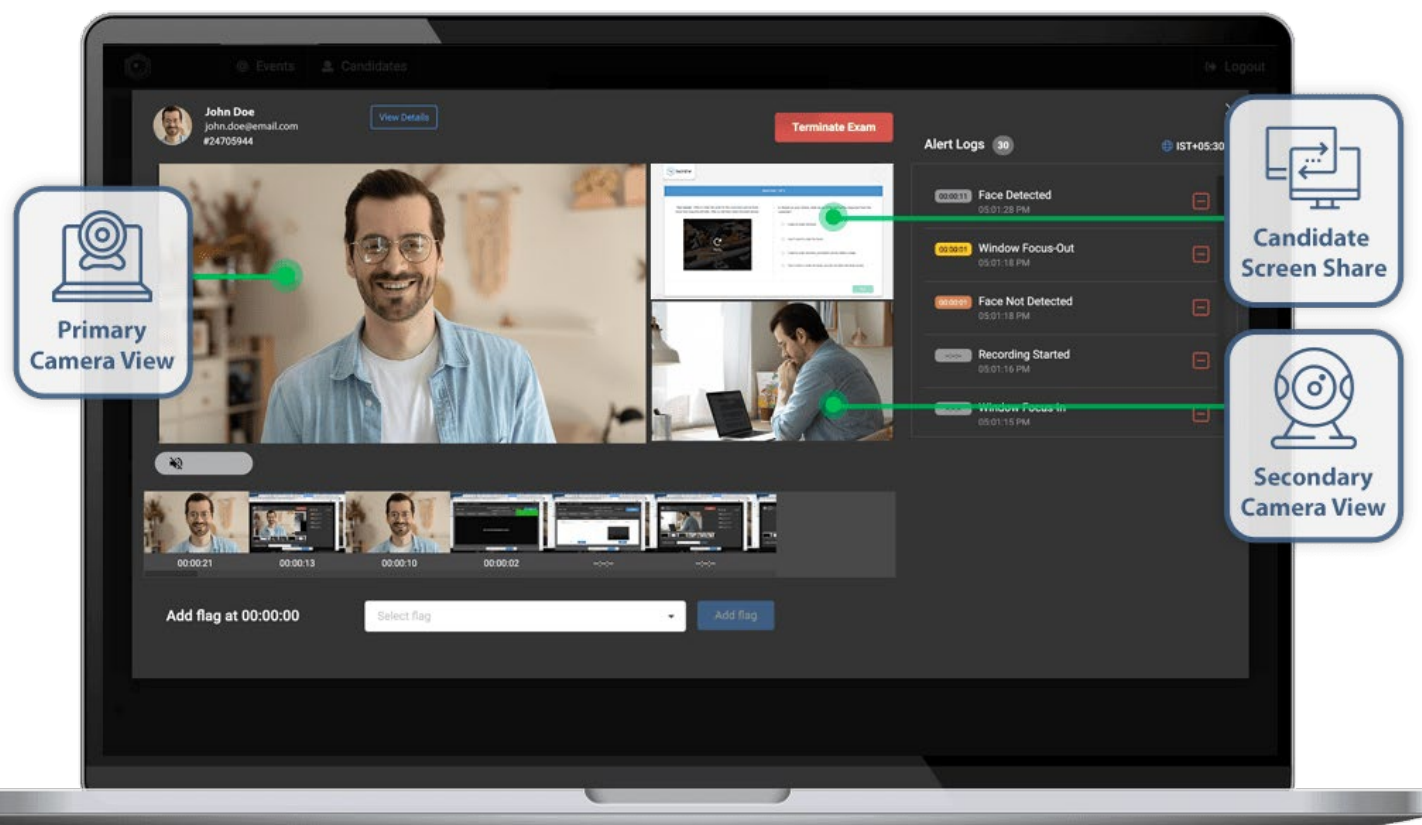 Events
Candidates
Logout
John Doe
john.doe@email.com
#24705944
View Details
Terminate Exam
Alert Logs 30
IST+05:30
00:00:11 Face Detected
05:01:28 PM
00:00:01 Window Focus-Out
05:01:18 PM
00:00:01 Face Not Detected
05:01:18 PM
--:--:-- Recording Started
05:01:16 PM
Window Focus-In
05:01:15 PM
Primary
Camera View
Candidate
Screen Share
Secondary
Camera View
00:00:21
00:00:13
00:00:10
00:00:02
--:--:--
--:--:--
Add flag at 00:00:00
Select flag
Add flag